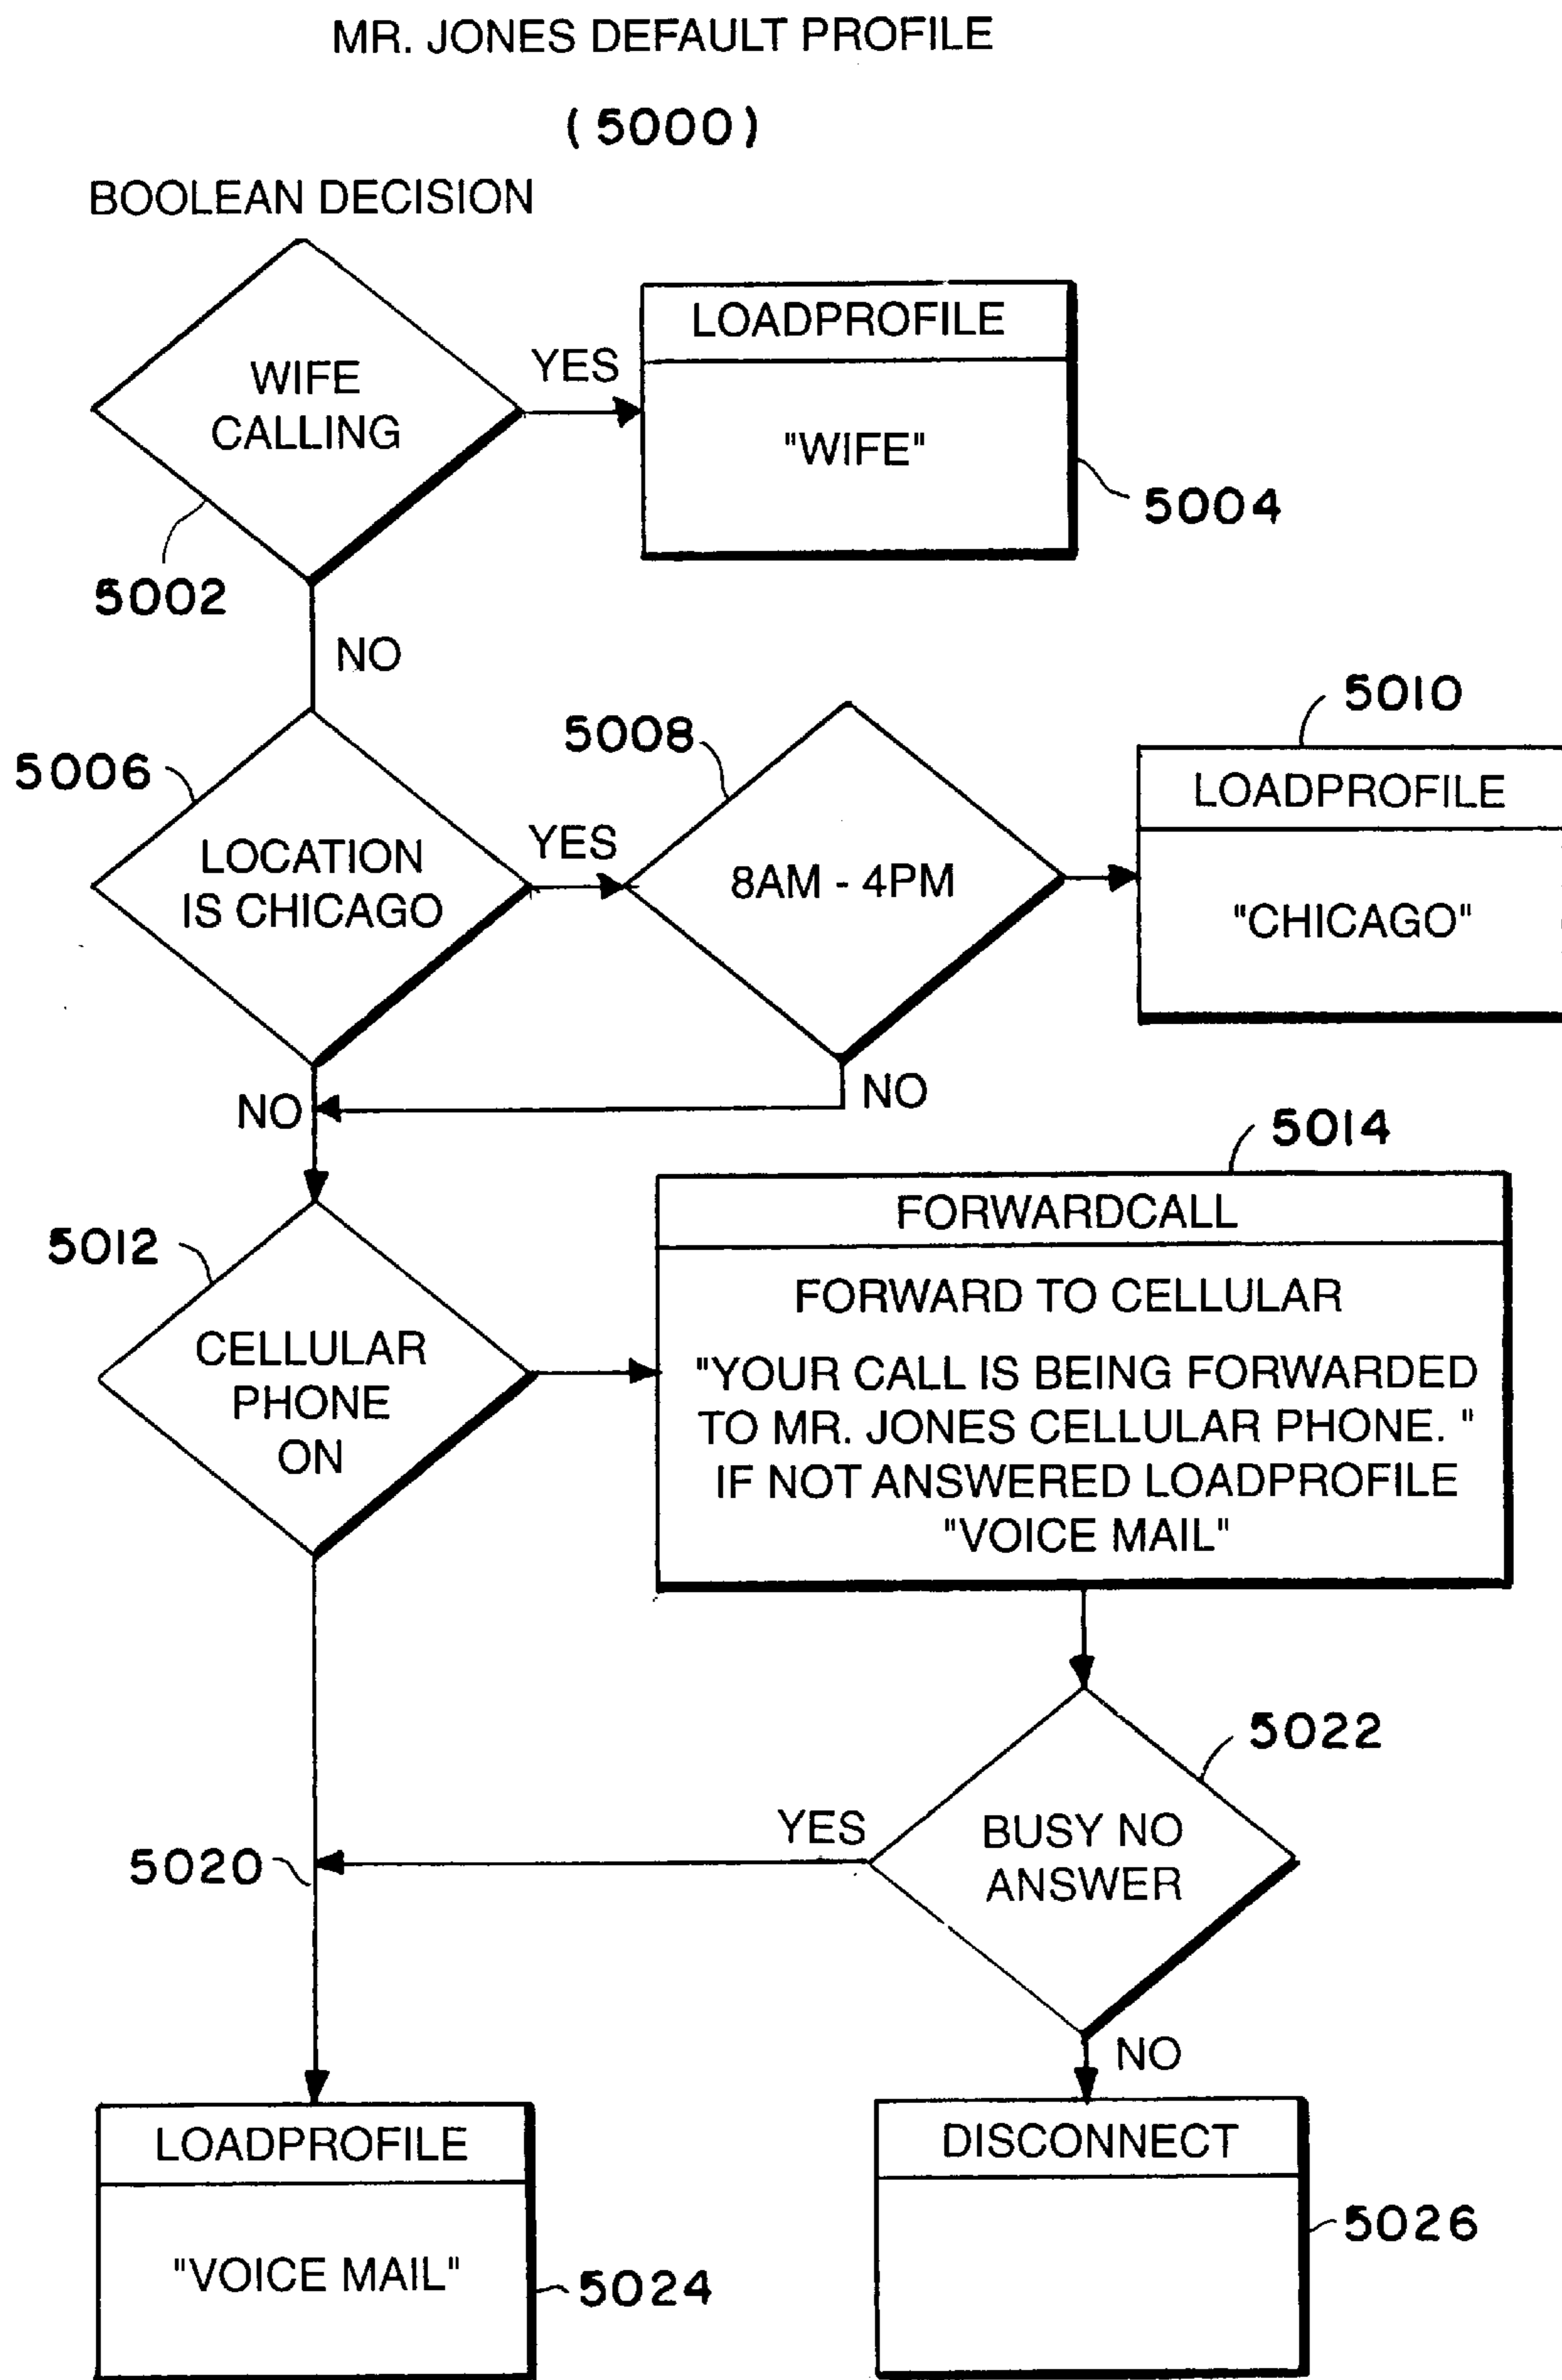 MR. JONES DEFAULT PROFILE
(5000)
BOOLEAN DECISION
WIFE
CALLING
YES
LOADPROFILE
"WIFE"
5004
5002
NO
5006
LOCATION
IS CHICAGO
YES
5008
8AM - 4PM
5010
LOADPROFILE
"CHICAGO"
NO
NO
5012
CELLULAR
PHONE
ON
5014
FORWARDCALL
FORWARD TO CELLULAR
"YOUR CALL IS BEING FORWARDED
TO MR. JONES CELLULAR PHONE. "
IF NOT ANSWERED LOADPROFILE
"VOICE MAIL"
5022
BUSY NO
ANSWER
YES
5020
NO
LOADPROFILE
"VOICE MAIL"
5024
DISCONNECT
5026